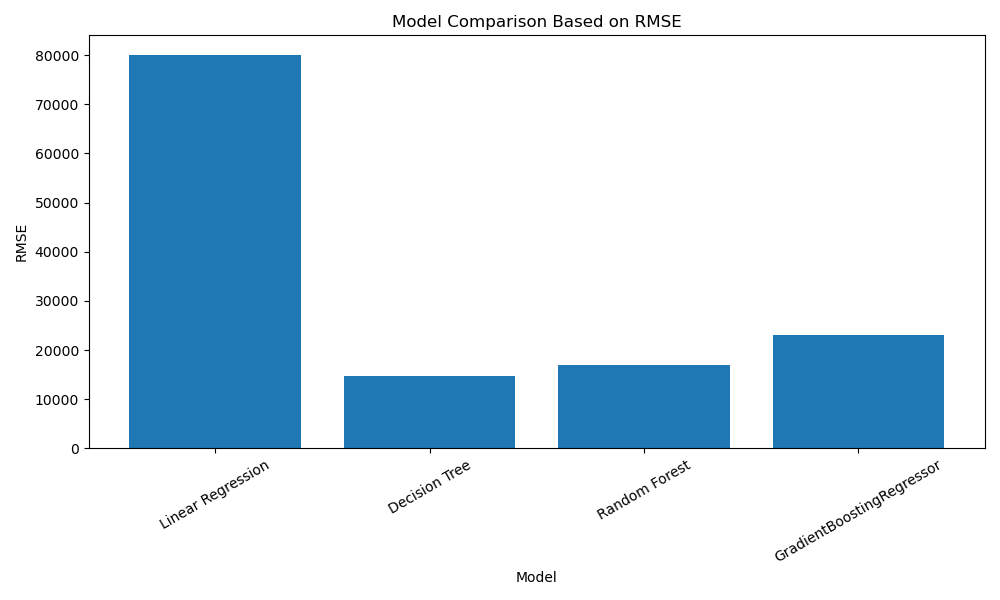 Model Comparison Based on RMSE
80000
70000
60000
50000
40000
30000
20000
10000
0
RMSE
Linear Regression
Decision Tree
Random Forest
GradientBoostingRegressor
Model